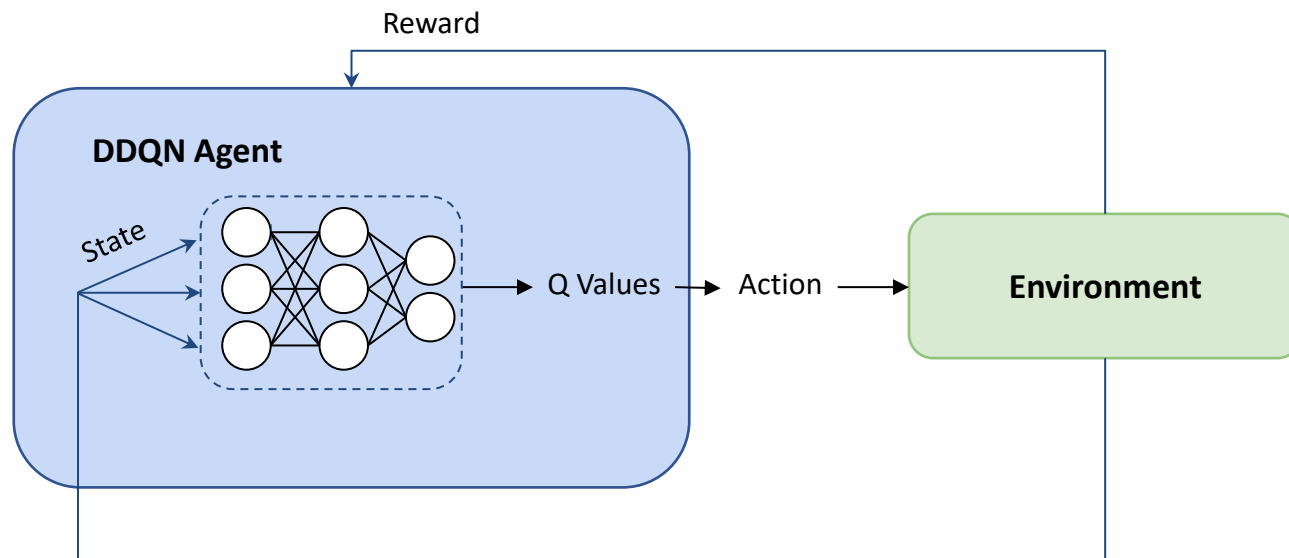 Reward
DDQN Agent
State
Q Values
Action
Environment